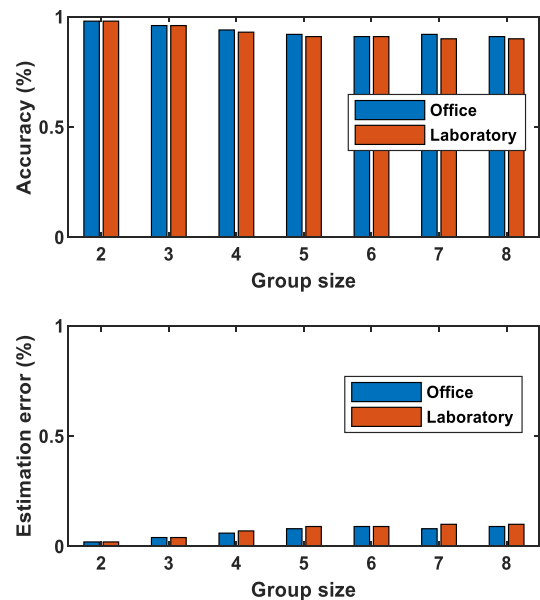 Accuracy (%)
1
0.5
0
Office
Laboratory
2 3 4 5 6 7 8
Group size
Estimation error (%)
1
0.5
0
Office
Laboratory
2 3 4 5 6 7 8
Group size